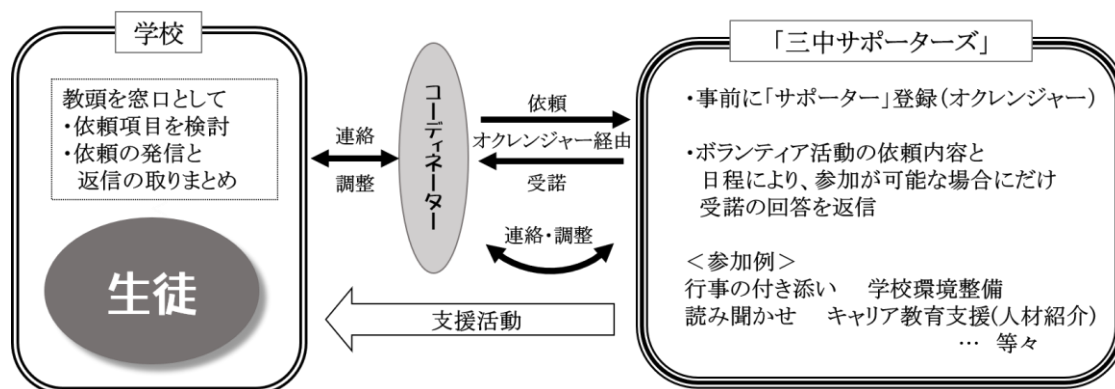 学校
教頭を窓口として
・依頼項目を検討
・依頼の発信と
返信の取りまとめ
生徒
連絡
調整
コーディネーター
依頼
オクレンジャー経由
受諾
連絡・調整
支援活動
「三中サポーターズ」
・事前に「サポーター」登録(オクレンジャー)
・ボランティア活動の依頼内容と
日程により、参加が可能な場合にだけ
受諾の回答を返信
＜参加例＞
行事の付き添い　学校環境整備
読み聞かせ　キャリア教育支援(人材紹介)
… 等々